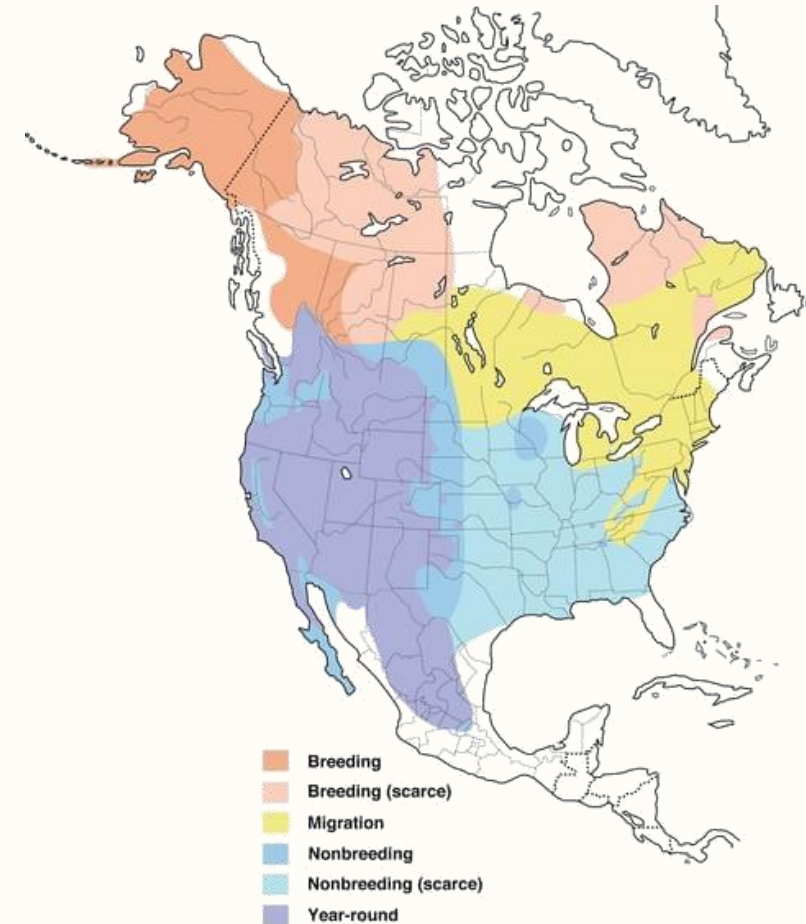 Breeding
Breeding (scarce)
Migration
Nonbreeding
Nonbreeding (scarce)
Year-round